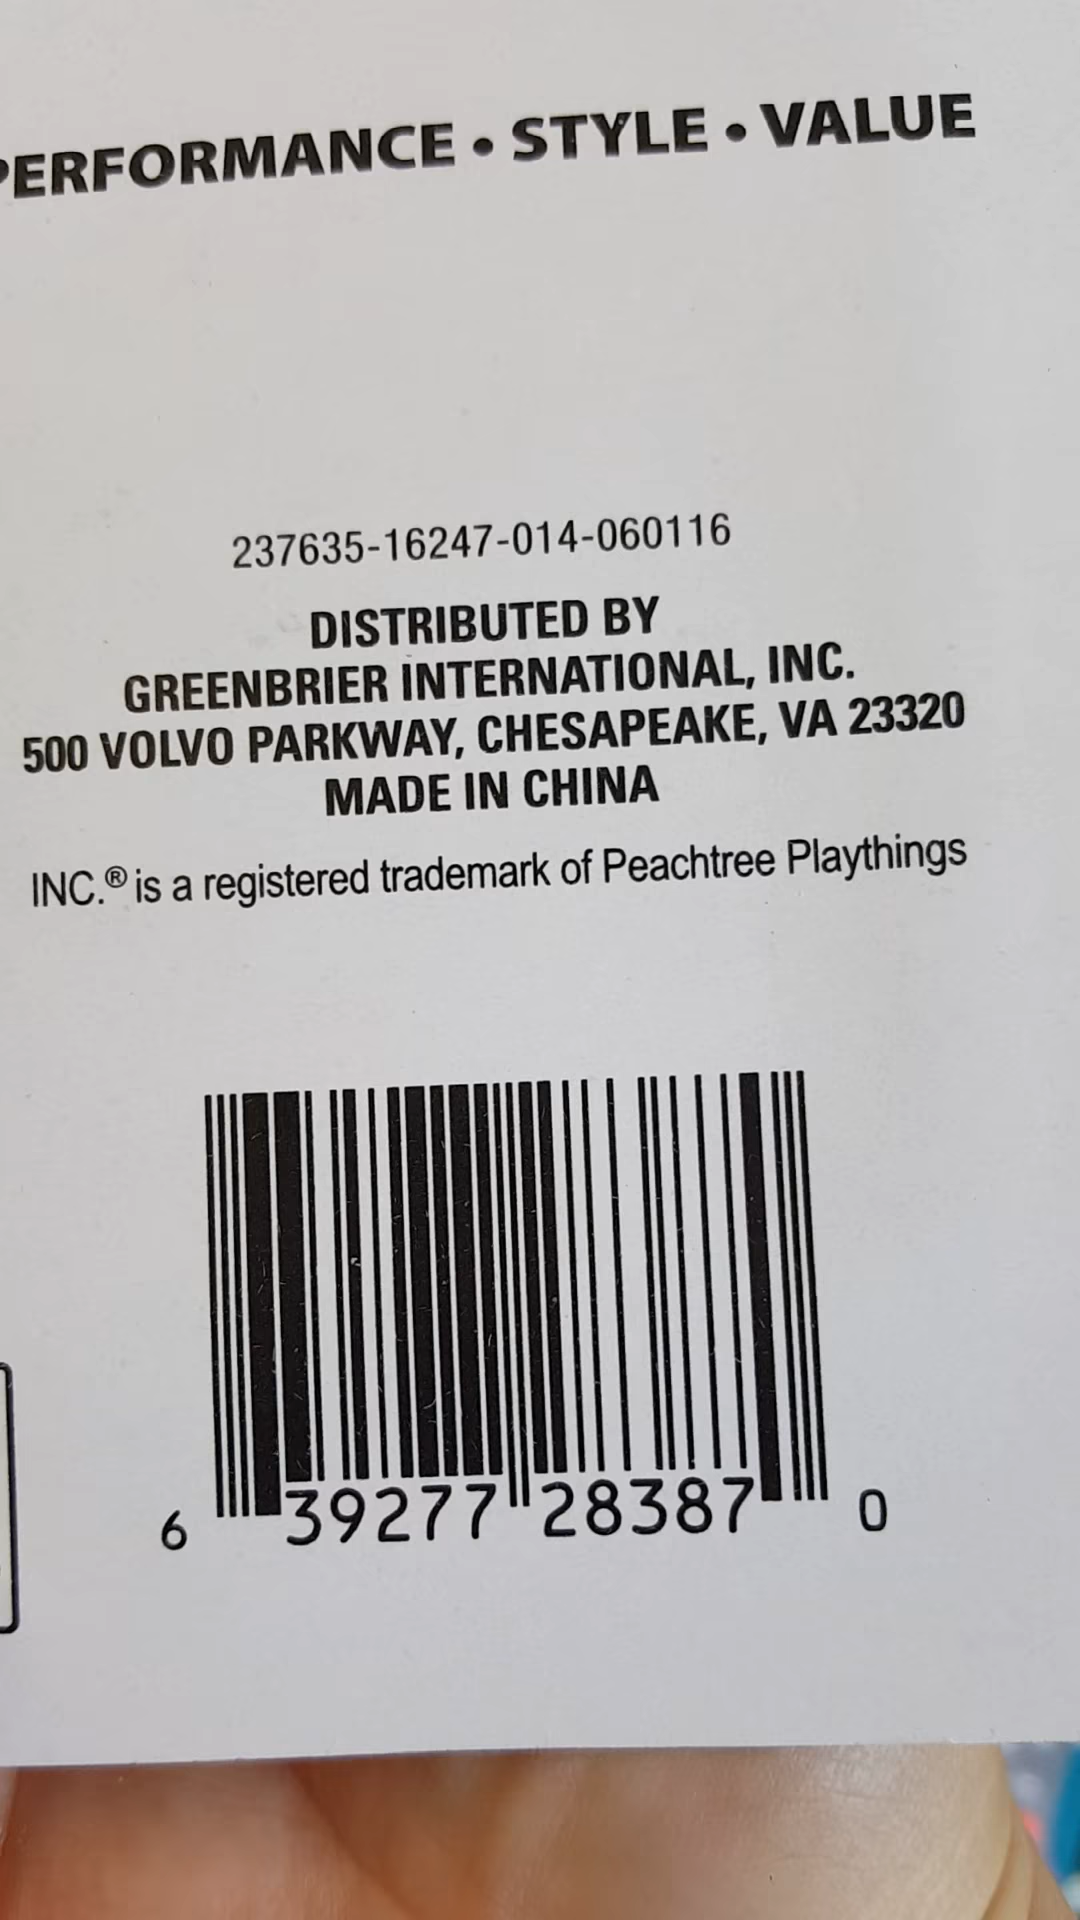 PERFORMANCE • STYLE • VALUE
237635-16247-014-060116
DISTRIBUTED BY
GREENBRIER INTERNATIONAL, INC.
500 VOLVO PARKWAY, CHESAPEAKE, VA 23320
MADE IN CHINA
INC.® is a registered trademark of Peachtree Playthings
6 39277 28387 0